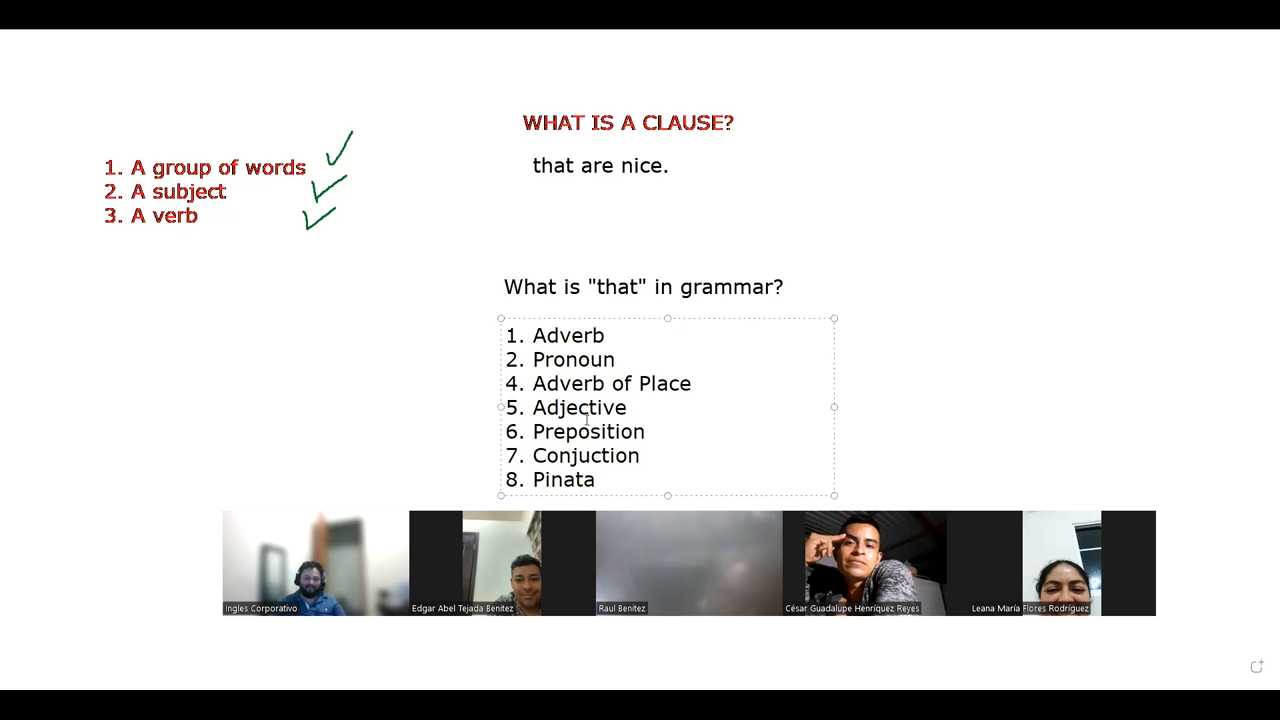 WHAT IS A CLAUSE?
that are nice.
1. A group of words
2. A subject
3. A verb
What is "that" in grammar?
1. Adverb
2. Pronoun
4. Adverb of Place
5. Adjective
6. Preposition
7. Conjuction
8. Pinata
Ingles Corporativo
Edgar Abel Tejada Benitez
Raul Benitez
César Guadalupe Henríquez Reyes
Leana María Flores Rodríguez